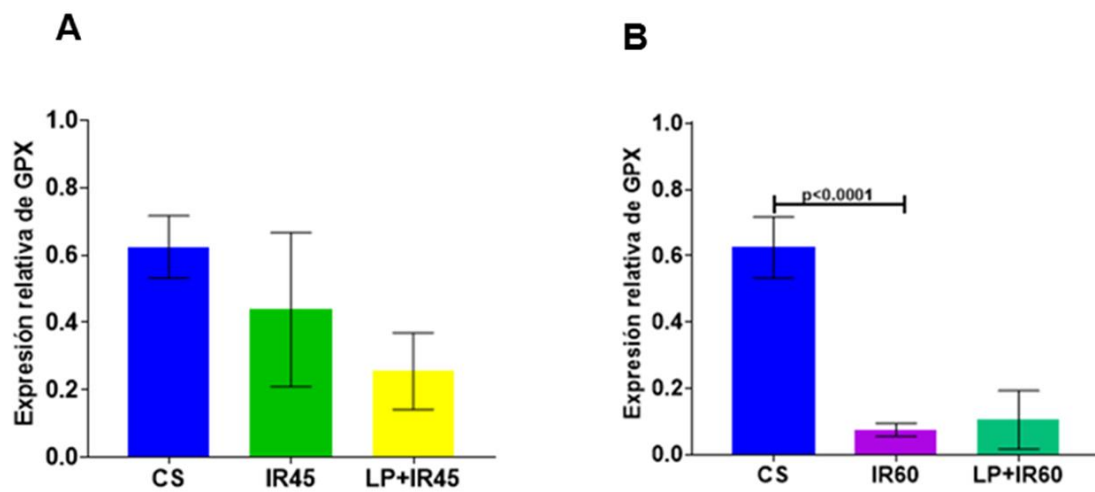 A
Expresión relativa de GPX
1.0
0.8
0.6
0.4
0.2
0.0
CS
IR45
LP+IR45
B
Expresión relativa de GPX
1.0
0.8
0.6
0.4
0.2
0.0
p<0.0001
CS
IR60
LP+IR60